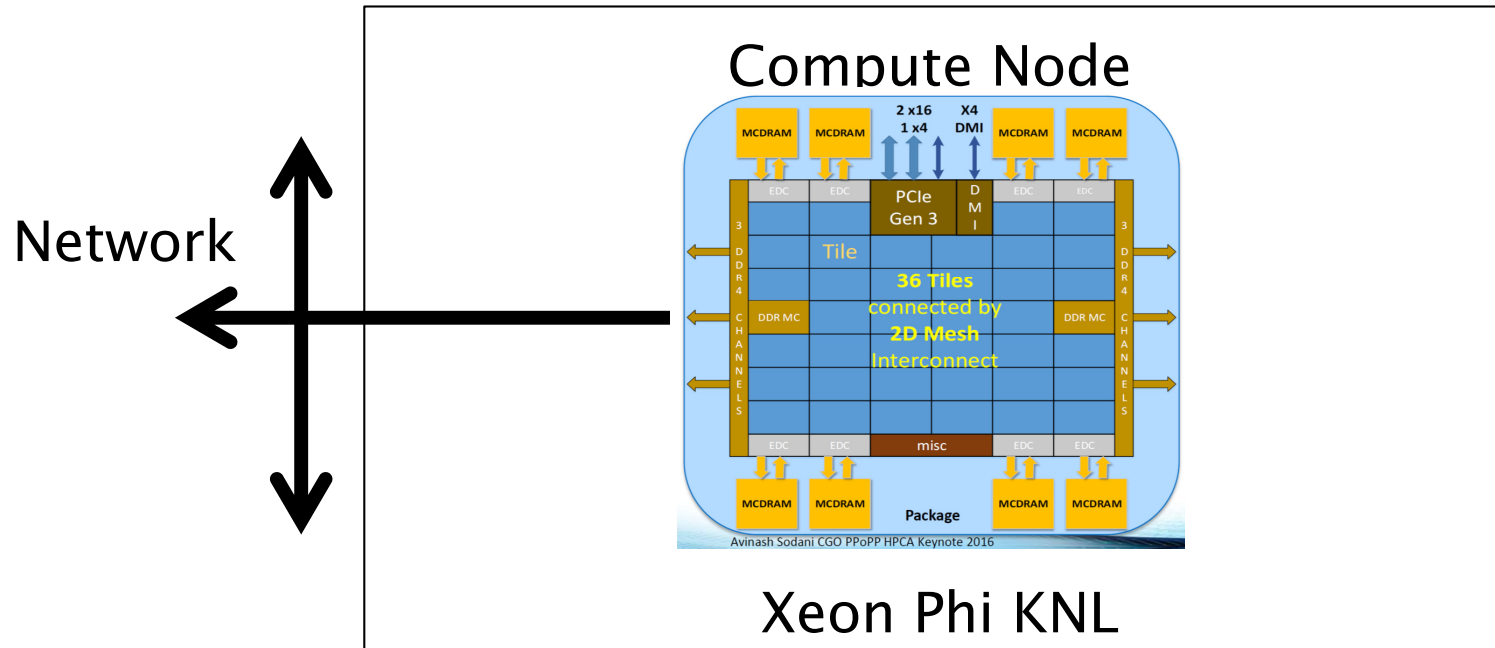 Compute Node
2 x16 X4
1 x4 DMI
MCDRAM MCDRAM MCDRAM MCDRAM
EDC EDC PCIe Gen 3 DMI EDC EDC
3 DDR4 CHANNELS
3 DDR4 CHANNELS
Network
Tile
36 Tiles
connected by
DDR MC DDR MC
2D Mesh
Interconnect
EDC EDC misc EDC EDC
MCDRAM MCDRAM MCDRAM MCDRAM
Package
Avinash Sodani CGO PPoPP HPCA Keynote 2016
Xeon Phi KNL